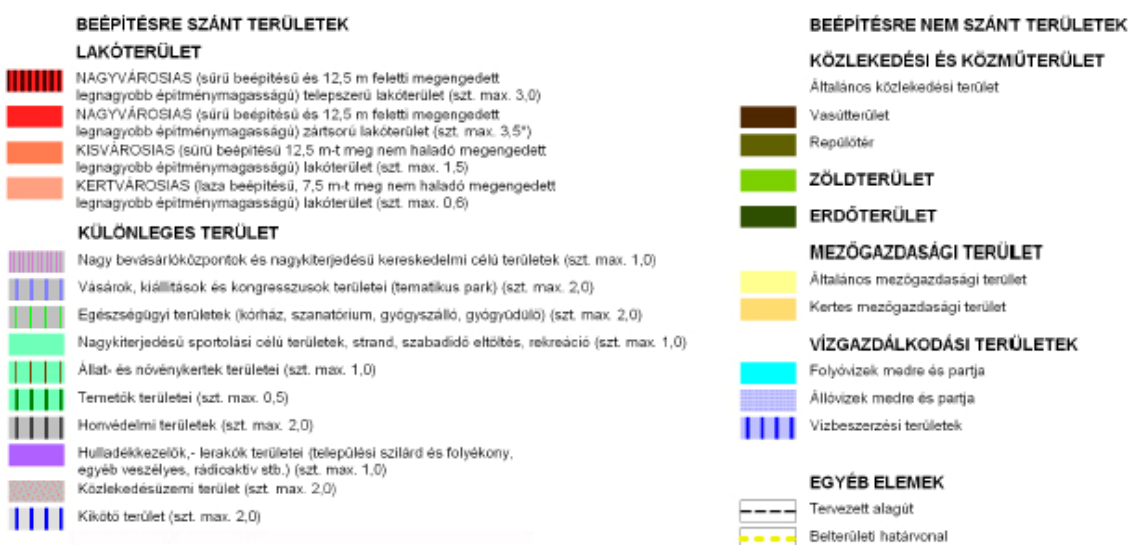 BEÉPÍTÉSRE SZÁNT TERÜLETEK
LAKÓTERÜLET
NAGYVÁROSIAS (sűrű beépítésű és 12,5 m feletti megengedett
legnagyobb építménymagasságú) telepszerű lakóterület (szt. max. 3,0)
NAGYVÁROSIAS (sűrű beépítésű és 12,5 m feletti megengedett
legnagyobb építménymagasságú) zártsorú lakóterület (szt. max. 3,5*)
KISVÁROSIAS (sűrű beépítésű 12,5 m-t meg nem haladó megengedett
legnagyobb építménymagasságú) lakóterület (szt. max. 1,5)
KERTVÁROSIAS (laza beépítésű, 7,5 m-t meg nem haladó megengedett
legnagyobb építménymagasságú) lakóterület (szt. max. 0,6)
KÜLÖNLEGES TERÜLET
Nagy bevásárlóközpontok és nagykiterjedésű kereskedelmi célú területek (szt. max. 1,0)
Vásárok, kiállítások és kongresszusok területei (tematikus park) (szt. max. 2,0)
Egészségügyi területek (kórház, szanatórium, gyógyszálló, gyógyüdülő) (szt. max. 2,0)
Nagykiterjedésű sportolási célú területek, strand, szabadidő eltöltés, rekreáció (szt. max. 1,0)
Állat- és növénykertek területei (szt. max. 1,0)
Temetők területei (szt. max. 0,5)
Honvédelmi területek (szt. max. 2,0)
Hulladékkezelők,- lerakók területei (települési szilárd és folyékony,
egyéb veszélyes, rádioaktív stb.) (szt. max. 1,0)
Közlekedésüzemi terület (szt. max. 2,0)
Kikötő terület (szt. max. 2,0)
BEÉPÍTÉSRE NEM SZÁNT TERÜLETEK
KÖZLEKEDÉSI ÉS KÖZMŰTERÜLET
Általános közlekedési terület
Vasútterület
Repülőtér
ZÖLDTERÜLET
ERDŐTERÜLET
MEZŐGAZDASÁGI TERÜLET
Általános mezőgazdasági terület
Kertes mezőgazdasági terület
VÍZGAZDÁLKODÁSI TERÜLETEK
Folyóvizek medre és partja
Állóvizek medre és partja
Vízbeszerzési területek
EGYÉB ELEMEK
Tervezett alagút
Belterületi határvonal